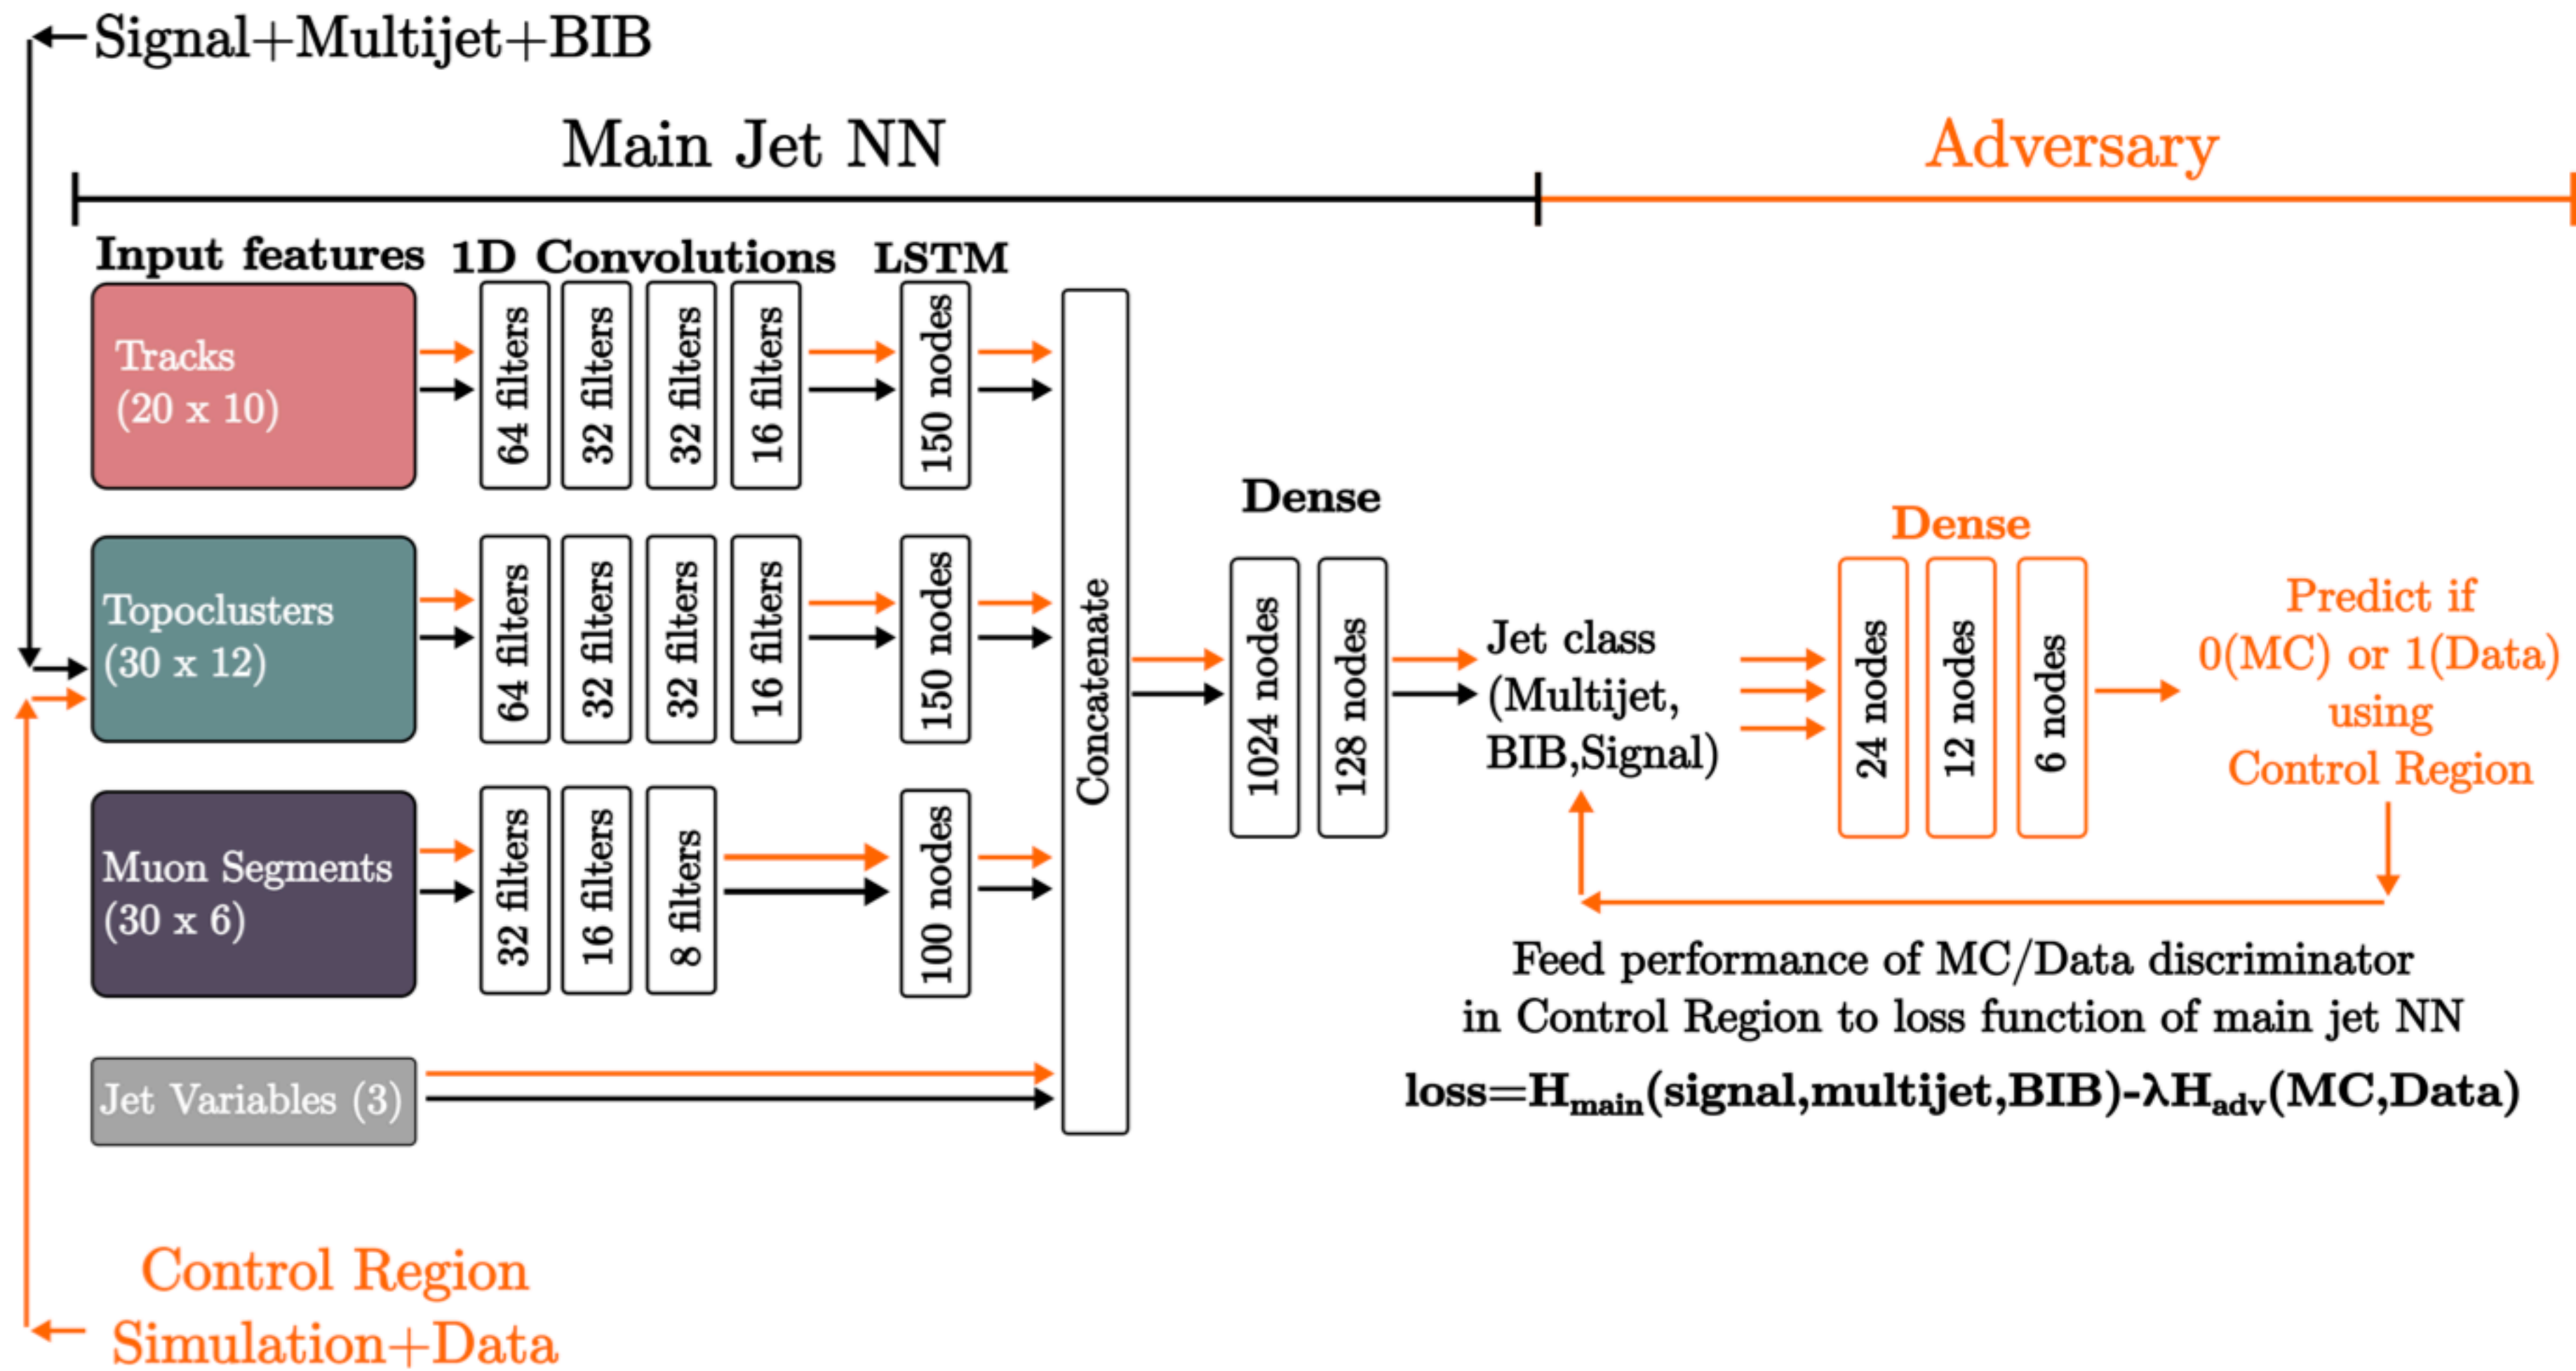 Signal+Multijet+BIB
Main Jet NN
Adversary
Input features
1D Convolutions
LSTM
Tracks
(20 x 10)
64 filters
32 filters
32 filters
16 filters
150 nodes
Topoclusters
(30 x 12)
64 filters
32 filters
32 filters
16 filters
150 nodes
Muon Segments
(30 x 6)
32 filters
16 filters
8 filters
100 nodes
Jet Variables (3)
Concatenate
Dense
1024 nodes
128 nodes
Jet class
(Multijet,
BIB,Signal)
Dense
24 nodes
12 nodes
6 nodes
Predict if
0(MC) or 1(Data)
using
Control Region
Feed performance of MC/Data discriminator
in Control Region to loss function of main jet NN
loss=H_main(signal,multijet,BIB)-λH_adv(MC,Data)
Control Region
Simulation+Data